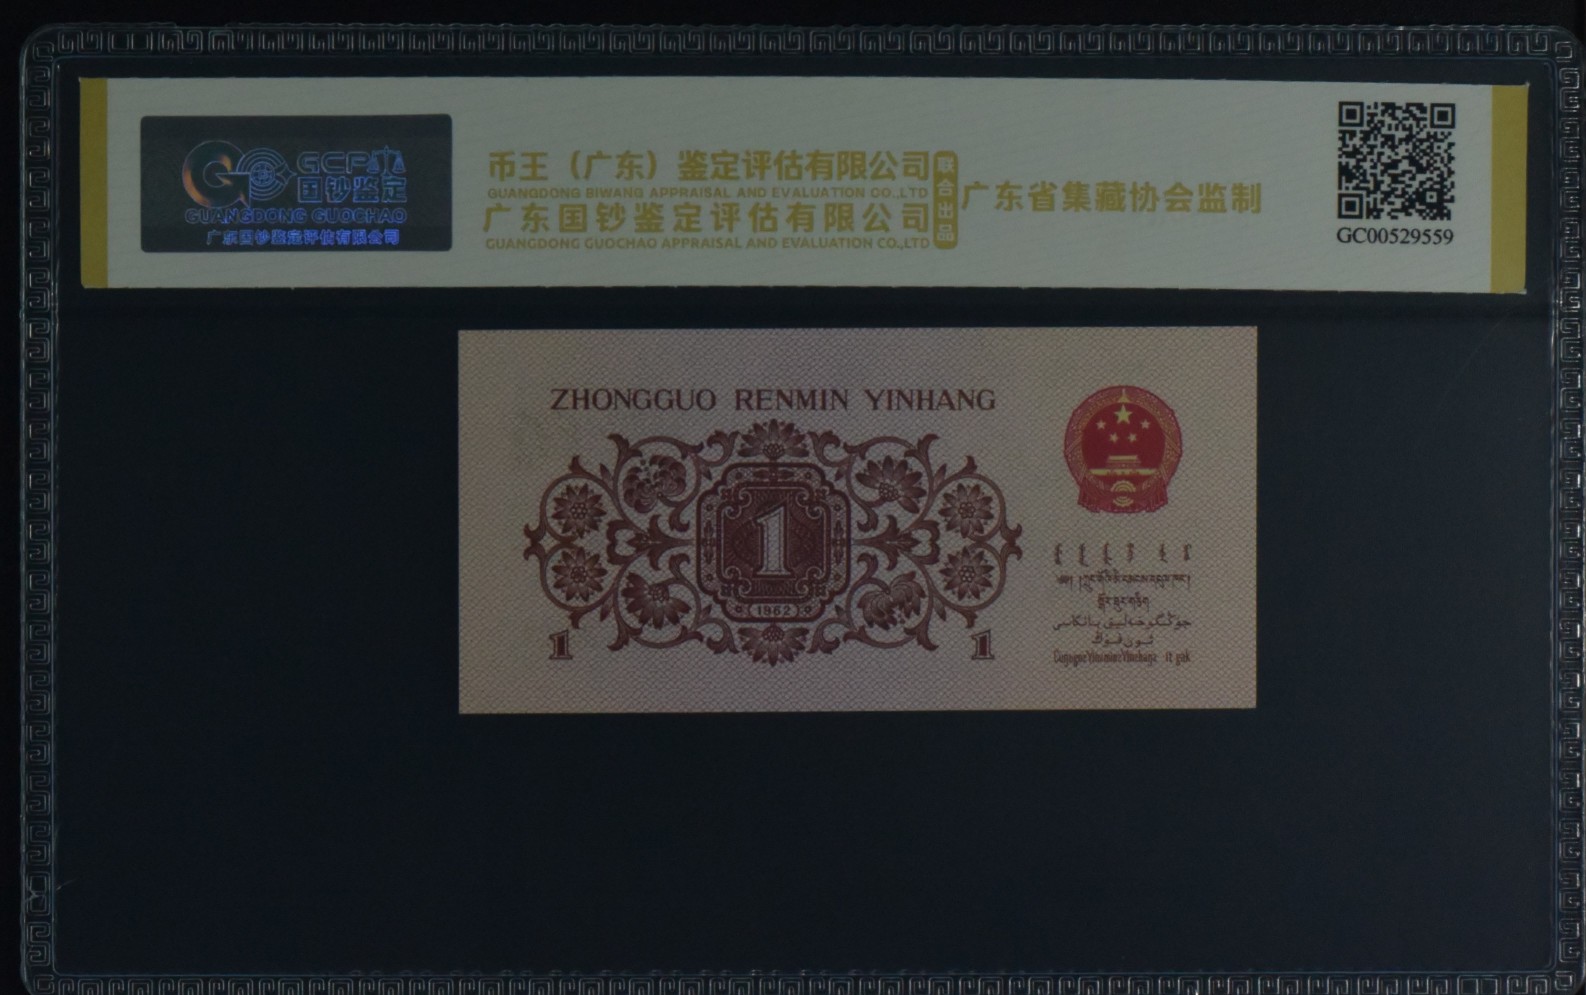 GCP
国钞鉴定
GUANGDONG GUOCHAO
广东国钞鉴定评估有限公司
币王（广东）鉴定评估有限公司
GUANGDONG BIWANG APPRAISAL AND EVALUATION CO.,LTD
广东国钞鉴定评估有限公司
GUANGDONG GUOCHAO APPRAISAL AND EVALUATION CO.,LTD
联合出品
广东省集藏协会监制
GC00529559
ZHONGGUO RENMIN YINHANG
1
(1962)
1
1